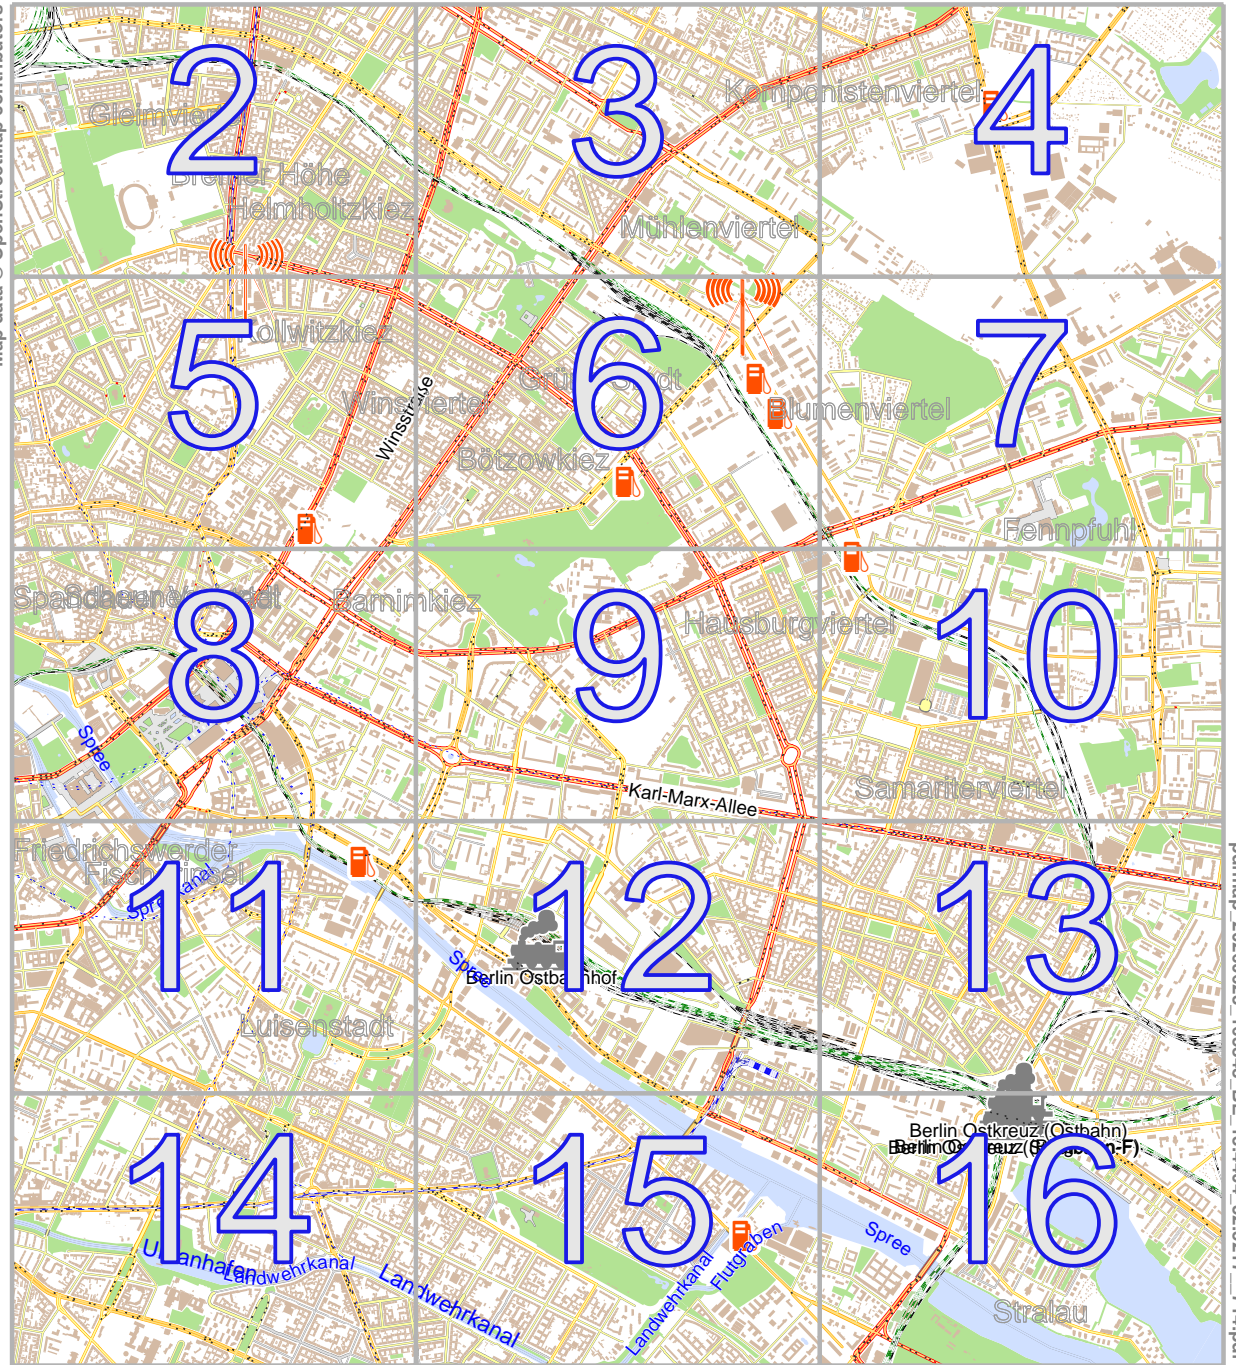 2
3
4
Komponistenviertel
Bremer Höhe
Helmholtzkiez
Mühlenviertel
5
6
7
Kollwitzkiez
Winsviertel
Winsstraße
Blumenviertel
Bötzowkiez
Fennpfuhl
8
9
10
Barnimkiez
Hausburgviertel
Spree
Samariterviertel
Karl-Marx-Allee
Friedrichswerder
Fischerinsel
11
12
13
Spreekanal
Spree
Berlin Ostbahnhof
Luisenstadt
14
15
16
Berlin Ostkreuz (Ostbahn)
Urbanhafen
Landwehrkanal
Landwehrkanal
Landwehrkanal
Flutgraben
Spree
Stralau